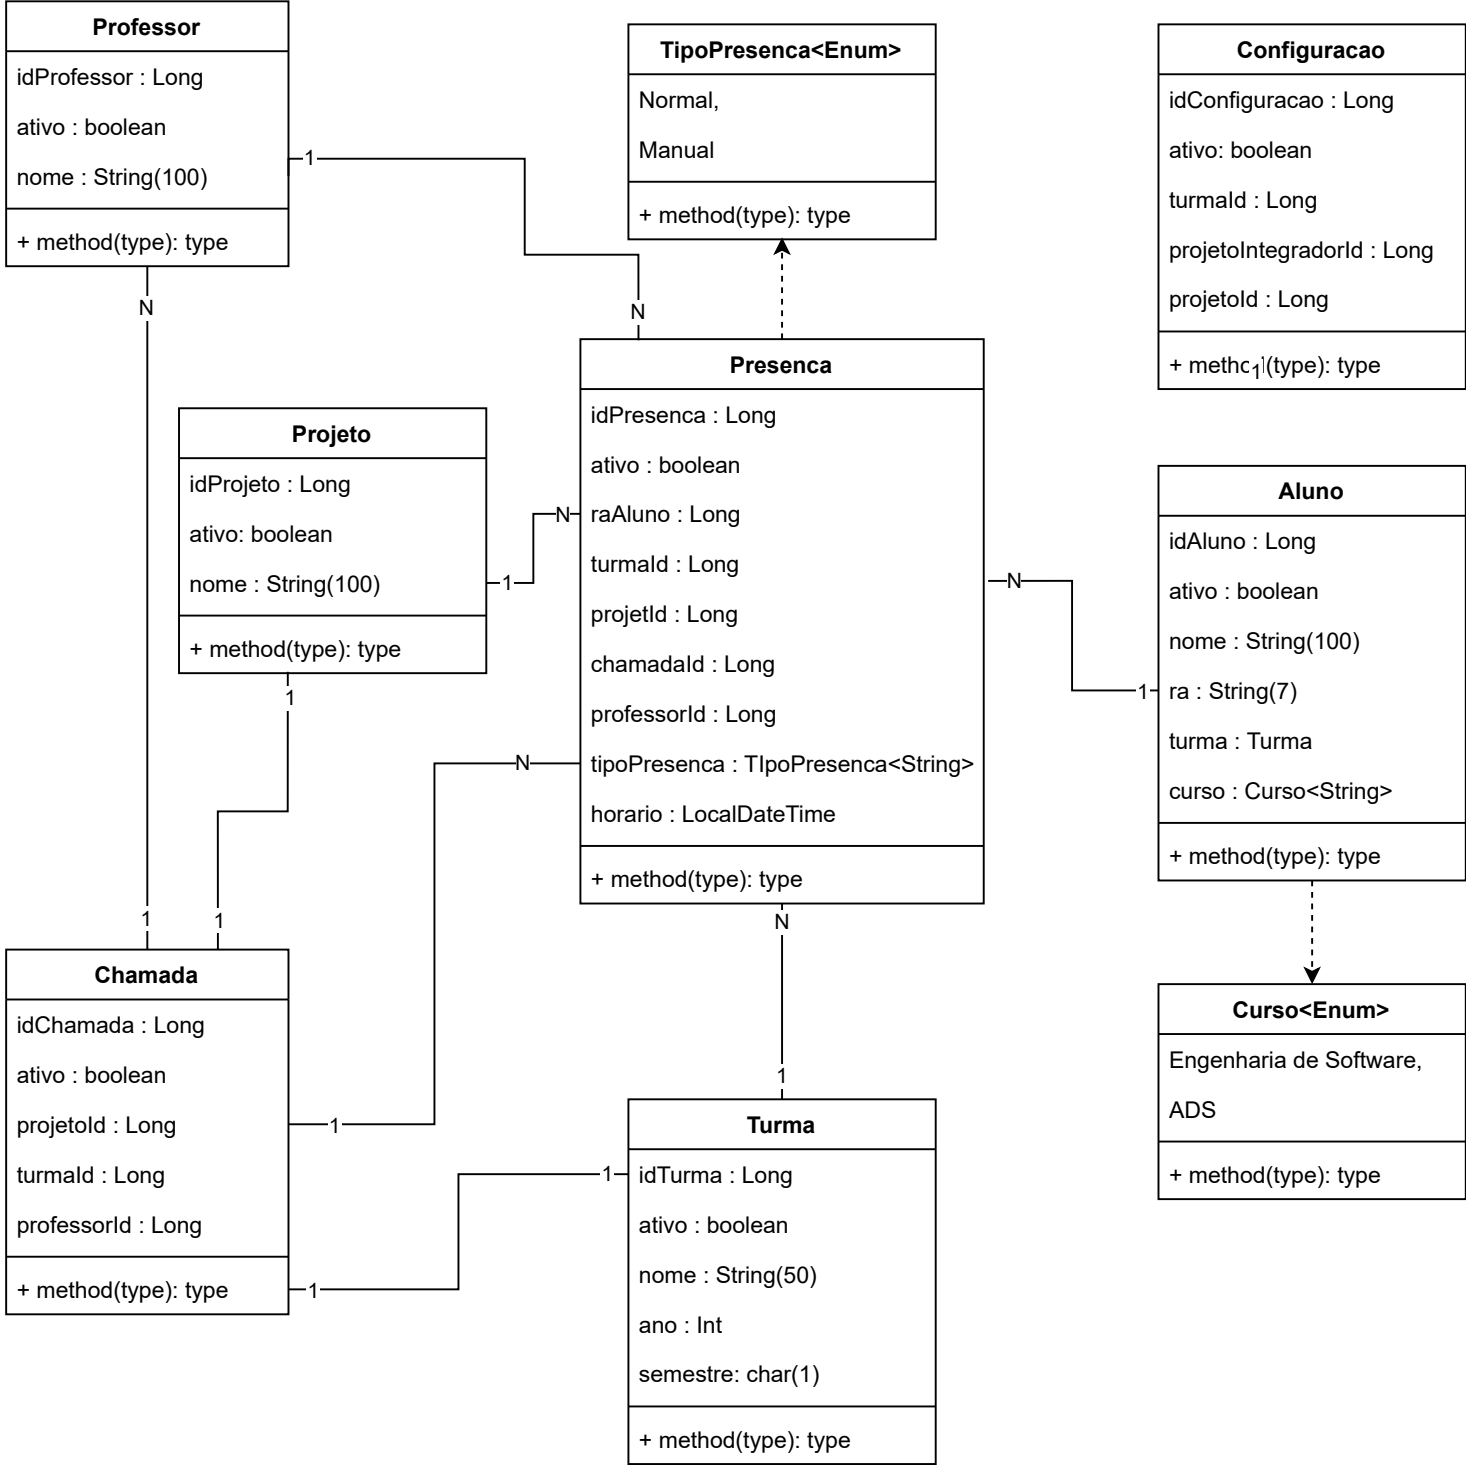 Professor
idProfessor : Long
ativo : boolean
nome : String(100)
+ method(type): type
TipoPresenca<Enum>
Normal,
Manual
+ method(type): type
Configuracao
idConfiguracao : Long
ativo: boolean
turmaId : Long
projetoIntegradorId : Long
projetoId : Long
+ metho 1 (type): type
1
N
N
Presenca
idPresenca : Long
ativo : boolean
raAluno : Long
turmaId : Long
projetId : Long
chamadaId : Long
professorId : Long
tipoPresenca : TIpoPresenca<String>
horario : LocalDateTime
+ method(type): type
Projeto
idProjeto : Long
ativo: boolean
nome : String(100)
+ method(type): type
N
1
1
N
N
1
Aluno
idAluno : Long
ativo : boolean
nome : String(100)
ra : String(7)
turma : Turma
curso : Curso<String>
+ method(type): type
1
1
N
Chamada
idChamada : Long
ativo : boolean
projetoId : Long
turmaId : Long
professorId : Long
+ method(type): type
1
1
1
1
Turma
idTurma : Long
ativo : boolean
nome : String(50)
ano : Int
semestre: char(1)
+ method(type): type
Curso<Enum>
Engenharia de Software,
ADS
+ method(type): type